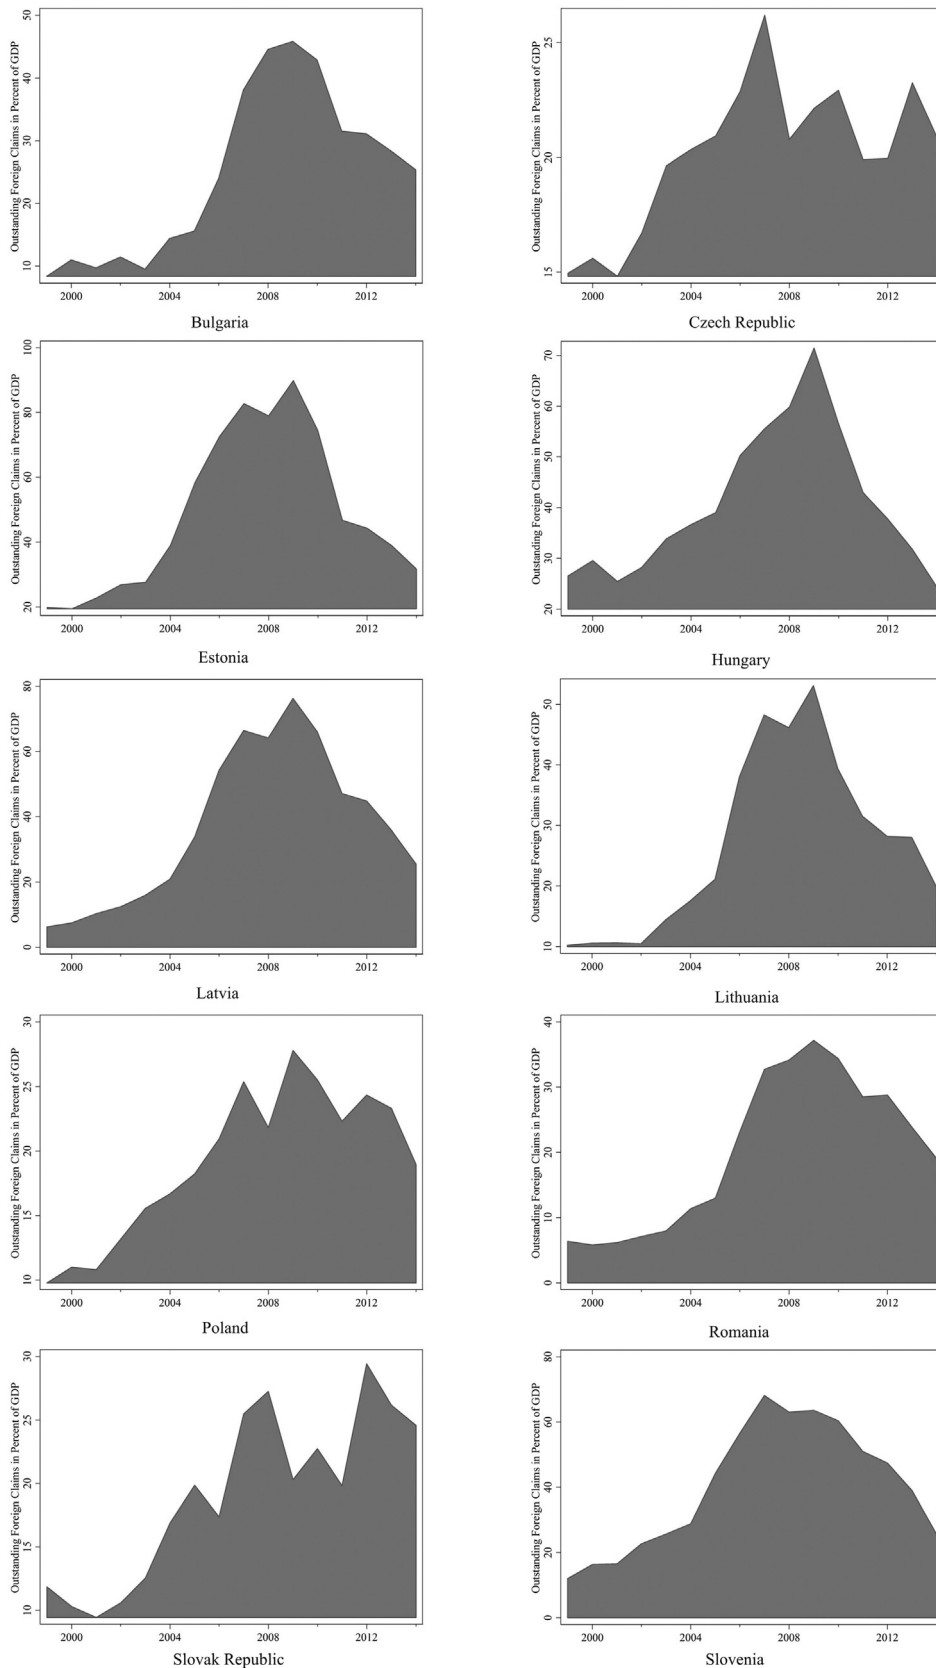 Outstanding Foreign Claims in Percent of GDP
50
40
30
20
10
2000 2004 2008 2012
Bulgaria
Outstanding Foreign Claims in Percent of GDP
25
20
15
2000 2004 2008 2012
Czech Republic
Outstanding Foreign Claims in Percent of GDP
100
80
60
40
20
2000 2004 2008 2012
Estonia
Outstanding Foreign Claims in Percent of GDP
70
60
50
40
30
20
2000 2004 2008 2012
Hungary
Outstanding Foreign Claims in Percent of GDP
80
60
40
20
0
2000 2004 2008 2012
Latvia
Outstanding Foreign Claims in Percent of GDP
50
40
30
20
10
2000 2004 2008 2012
Lithuania
Outstanding Foreign Claims in Percent of GDP
30
25
20
15
10
2000 2004 2008 2012
Poland
Outstanding Foreign Claims in Percent of GDP
40
30
20
10
0
2000 2004 2008 2012
Romania
Outstanding Foreign Claims in Percent of GDP
30
25
20
15
10
2000 2004 2008 2012
Slovak Republic
Outstanding Foreign Claims in Percent of GDP
80
60
40
20
0
2000 2004 2008 2012
Slovenia